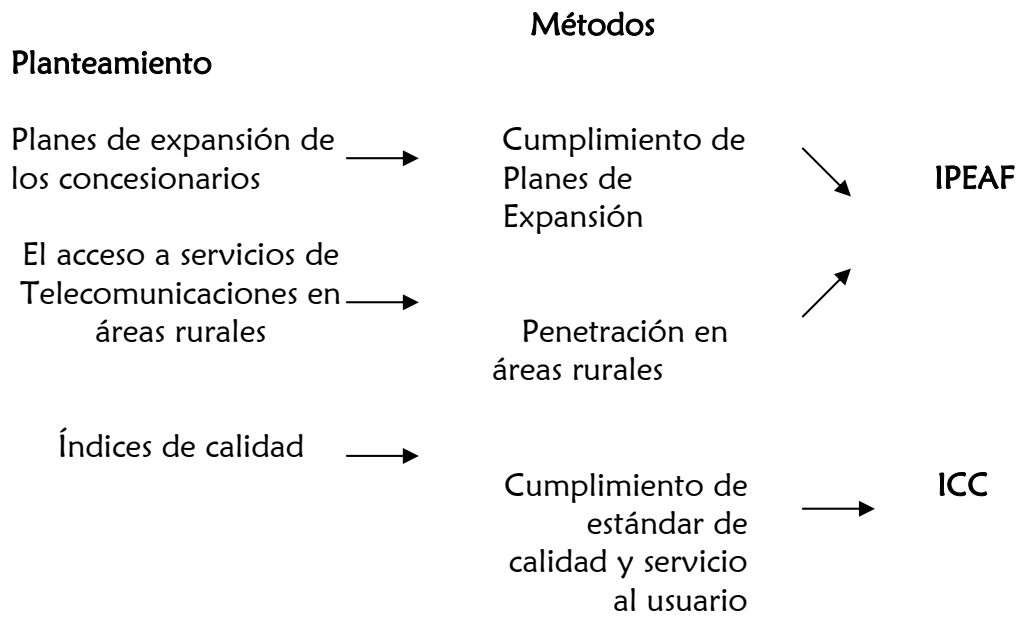 Métodos
Planteamiento
Planes de expansión de
los concesionarios
Cumplimiento de
Planes de
Expansión
IPEAF
El acceso a servicios de
Telecomunicaciones en
áreas rurales
Penetración en
áreas rurales
Índices de calidad
Cumplimiento de
estándar de
calidad y servicio
al usuario
ICC